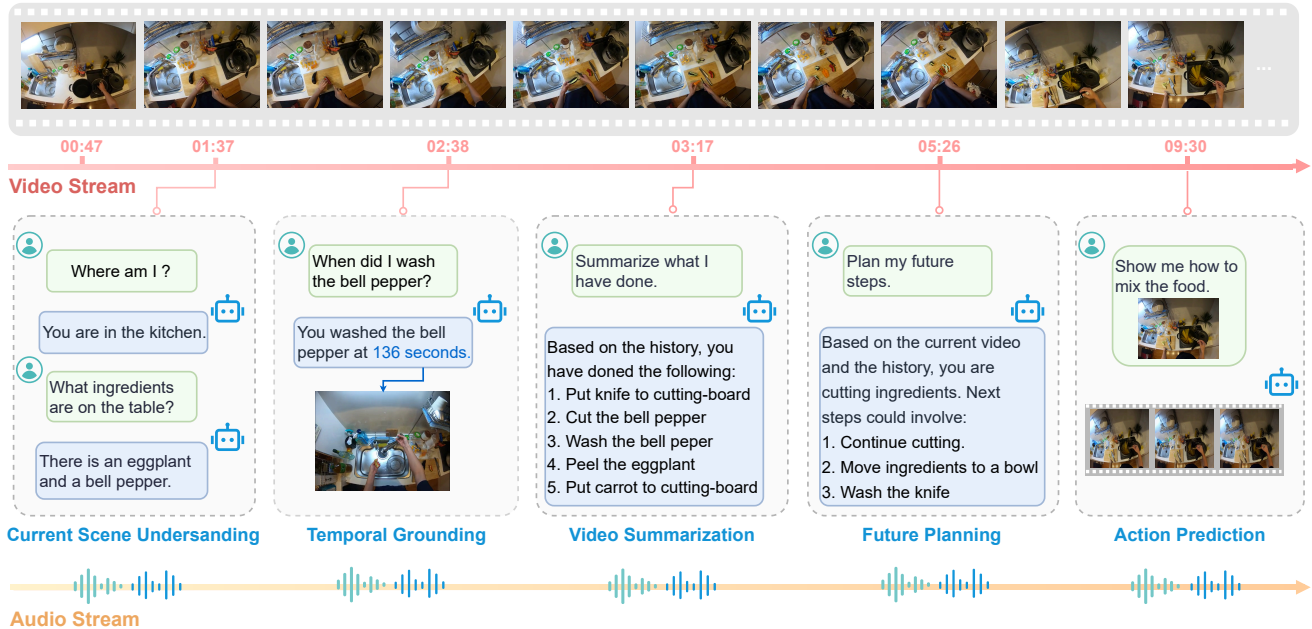 00:47
01:37
02:38
03:17
05:26
09:30
Video Stream
Where am I ?
You are in the kitchen.
What ingredients
are on the table?
There is an eggplant
and a bell pepper.
Current Scene Undersanding
When did I wash
the bell pepper?
You washed the bell
pepper at 136 seconds.
Temporal Grounding
Summarize what I
have done.
Based on the history, you
have doned the following:
1. Put knife to cutting-board
2. Cut the bell pepper
3. Wash the bell peper
4. Peel the eggplant
5. Put carrot to cutting-board
Video Summarization
Plan my future
steps.
Based on the current video
and the history, you are
cutting ingredients. Next
steps could involve:
1. Continue cutting.
2. Move ingredients to a bowl
3. Wash the knife
Future Planning
Show me how to
mix the food.
Action Prediction
Audio Stream